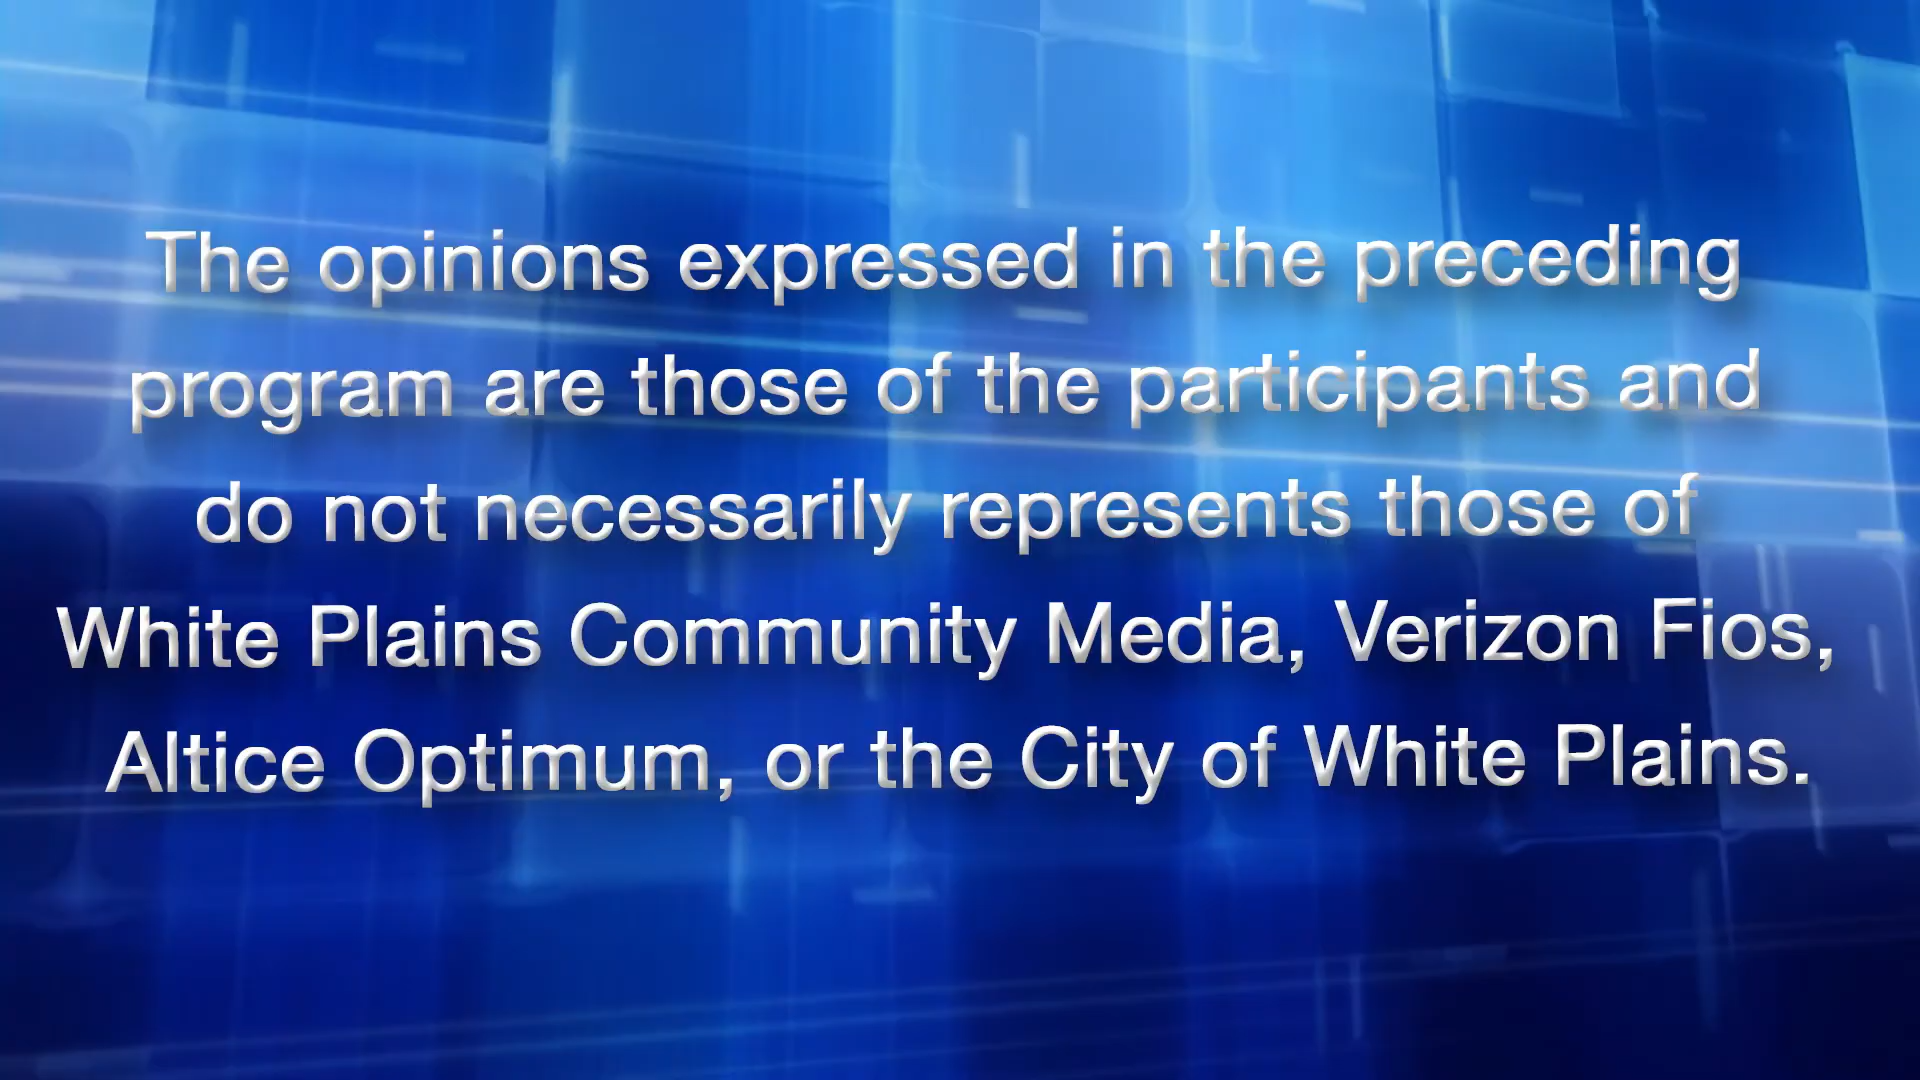 The opinions expressed in the preceding
program are those of the participants and
do not necessarily represents those of
White Plains Community Media, Verizon Fios,
Altice Optimum, or the City of White Plains.